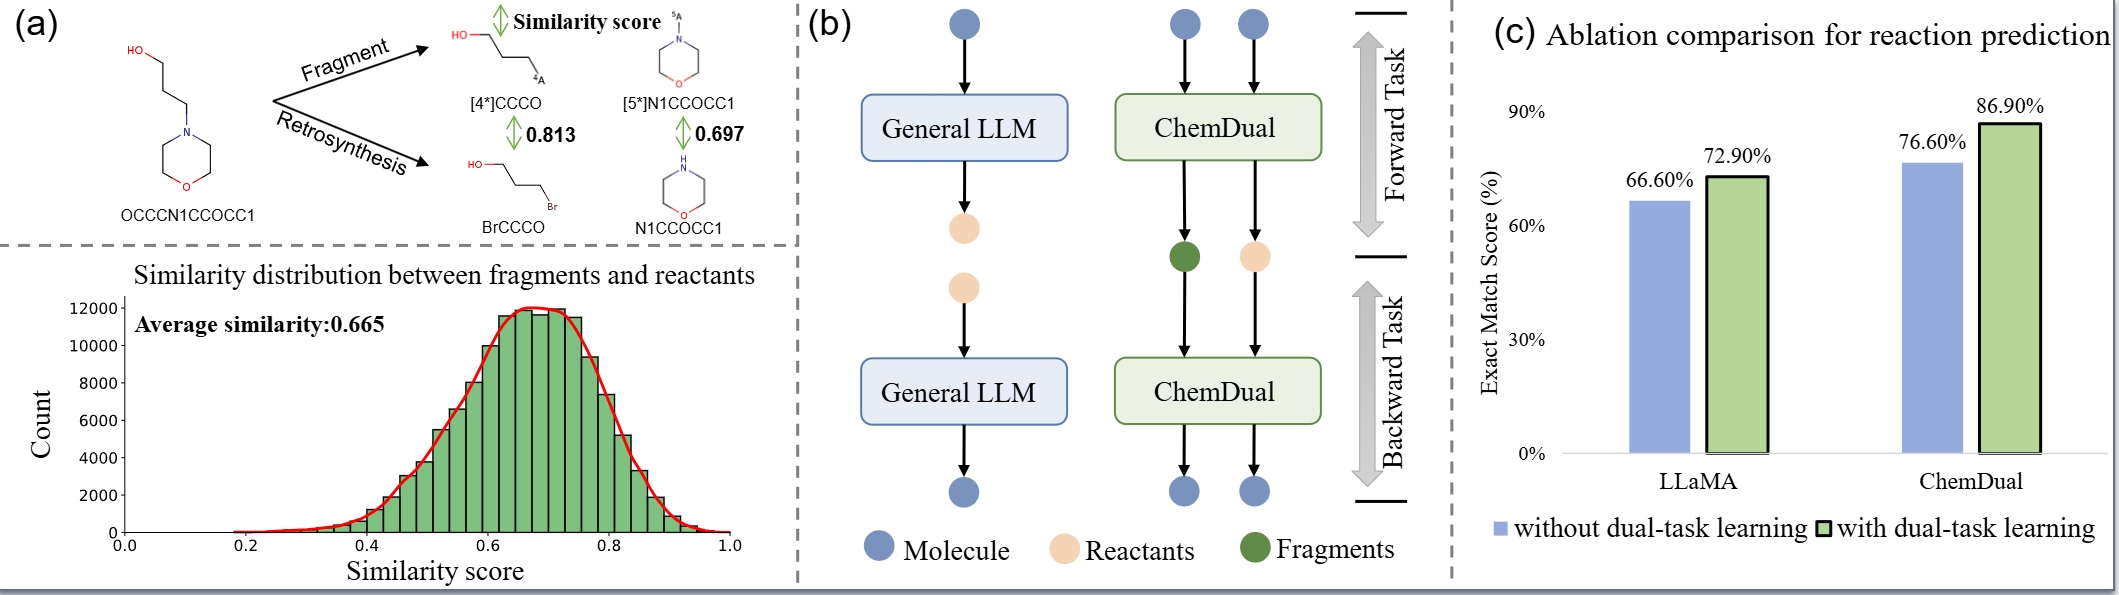 (a)
HO
N
O
OCCCN1CCOCC1
Fragment
Retrosynthesis
Similarity score
HO
4A
[4*]CCCO
5A
N
O
[5*]N1CCOCC1
0.813
0.697
HO
Br
BrCCCO
H
N
O
N1CCOCC1
Similarity distribution between fragments and reactants
Average similarity:0.665
Count
12000
10000
8000
6000
4000
2000
0
0.0
0.2
0.4
0.6
0.8
1.0
Similarity score
(b)
General LLM
ChemDual
Forward Task
General LLM
ChemDual
Backward Task
Molecule
Reactants
Fragments
(c) Ablation comparison for reaction prediction
Exact Match Score (%)
90%
60%
30%
0%
66.60%
72.90%
76.60%
86.90%
LLaMA
ChemDual
without dual-task learning
with dual-task learning